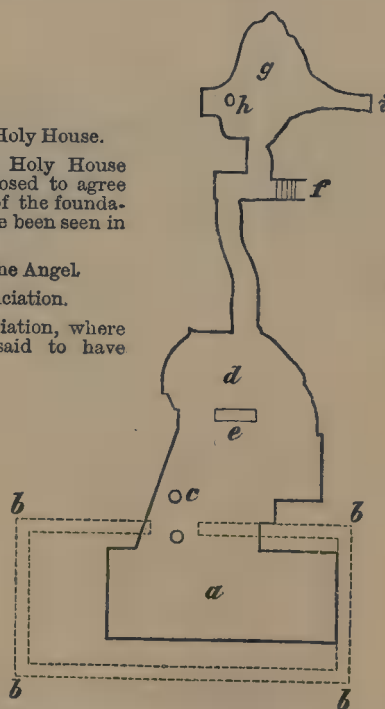 Holy House.
Holy House
osed to agree
of the founda-
e been seen in
he Angel.
ciation.
iation, where
said to have
g
h
i
f
d
e
c
b
b
a
b
b